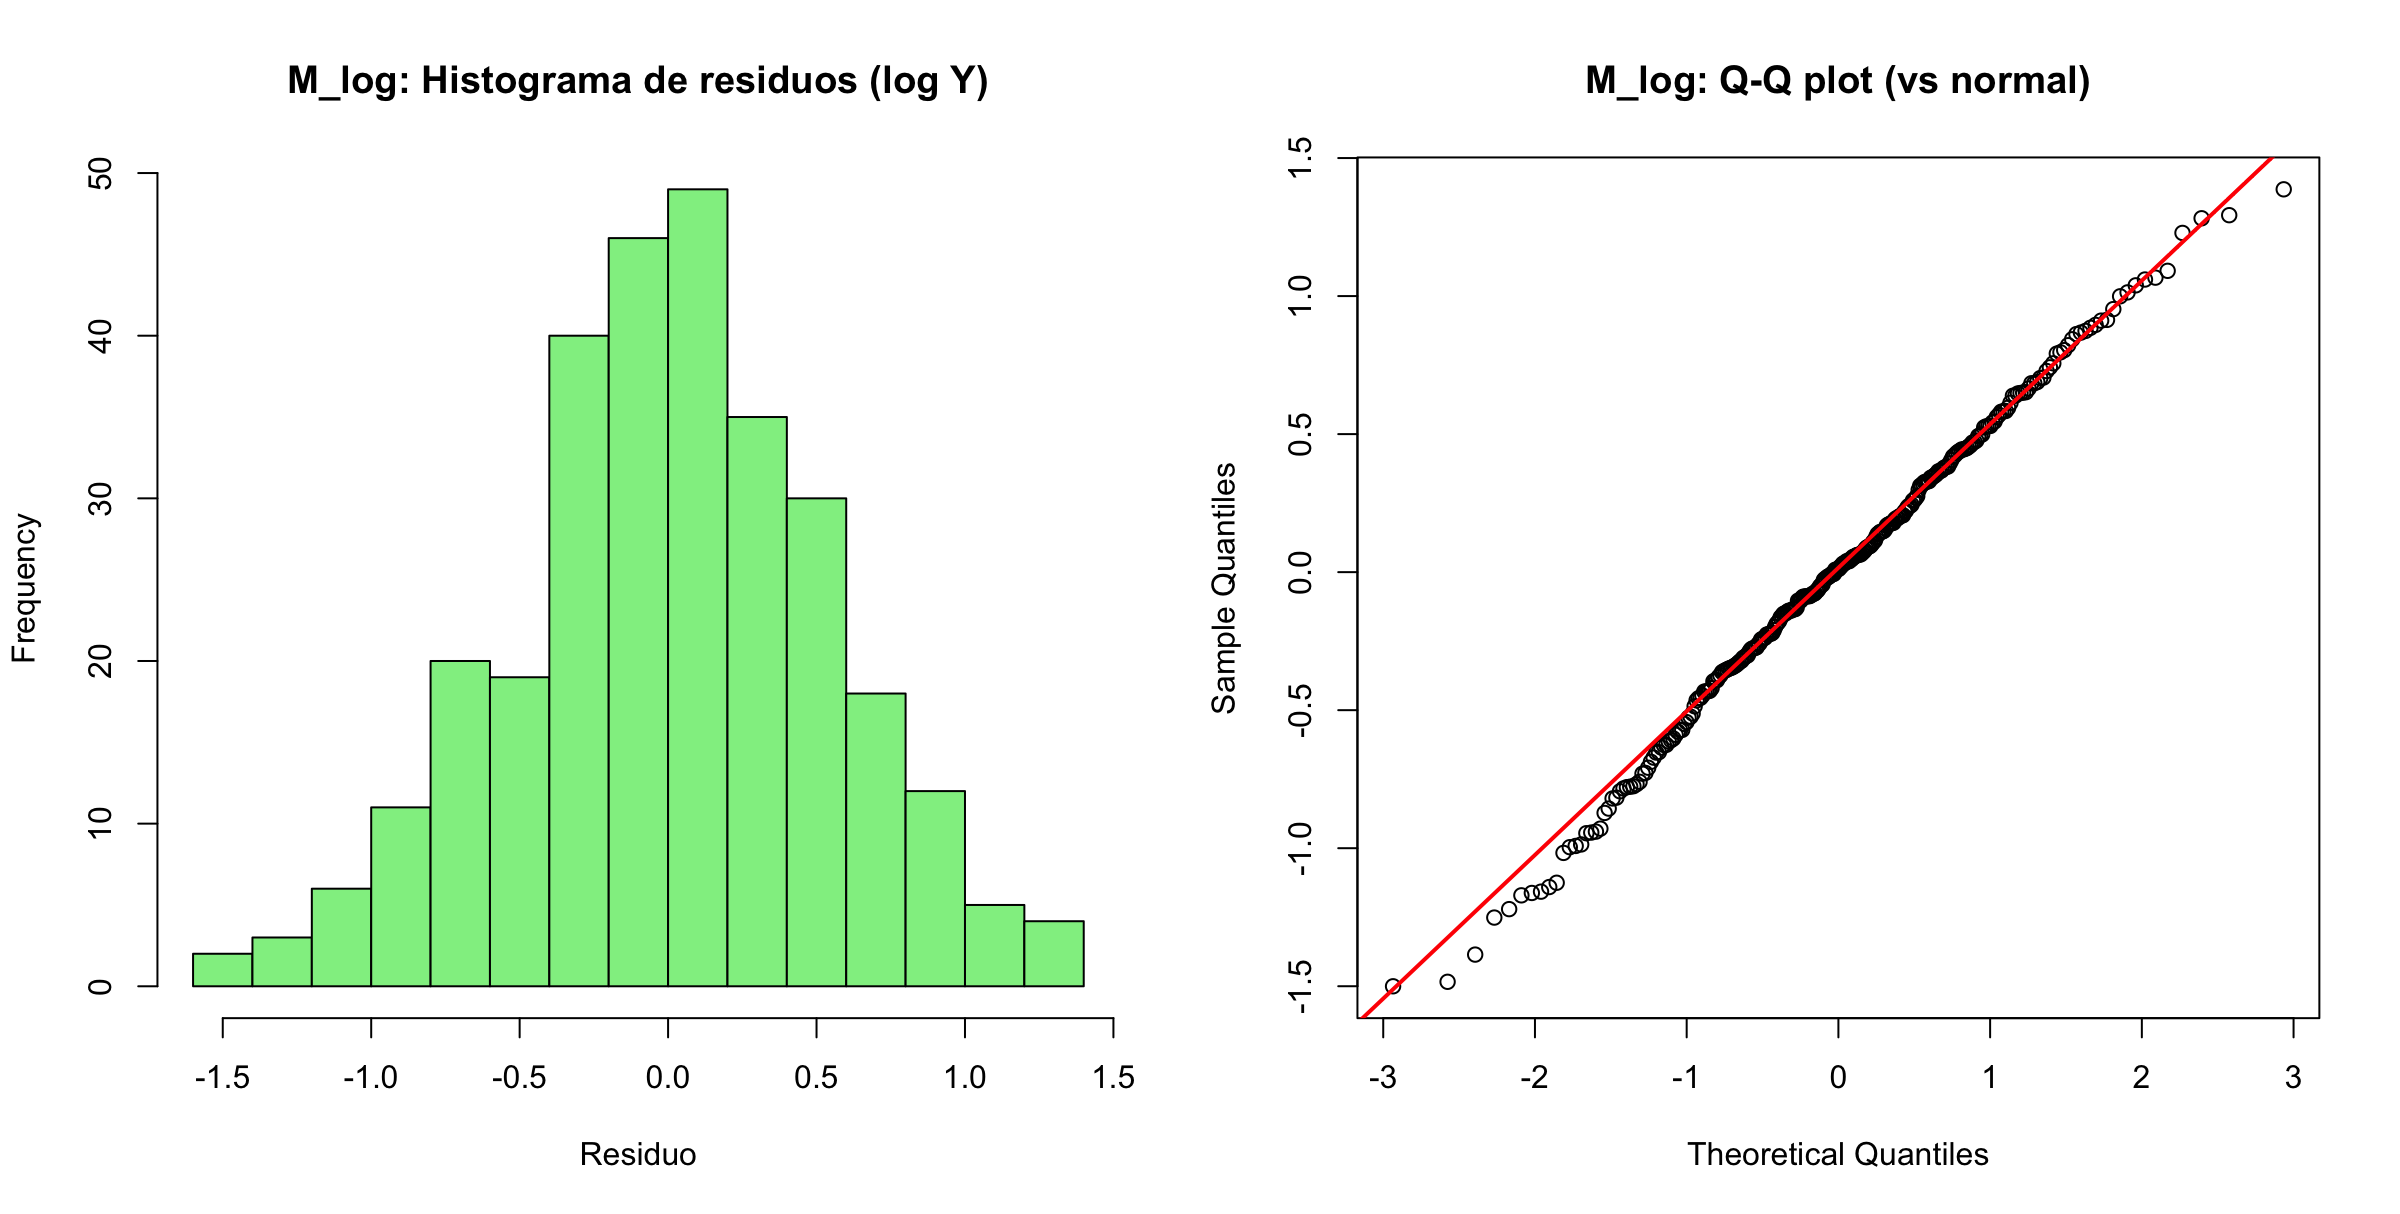 M_log: Histograma de residuos (log Y)
Frequency
50
40
30
20
10
0
-1.5 -1.0 -0.5 0.0 0.5 1.0 1.5
Residuo
M_log: Q-Q plot (vs normal)
Sample Quantiles
1.5
1.0
0.5
0.0
-0.5
-1.0
-1.5
-3 -2 -1 0 1 2 3
Theoretical Quantiles